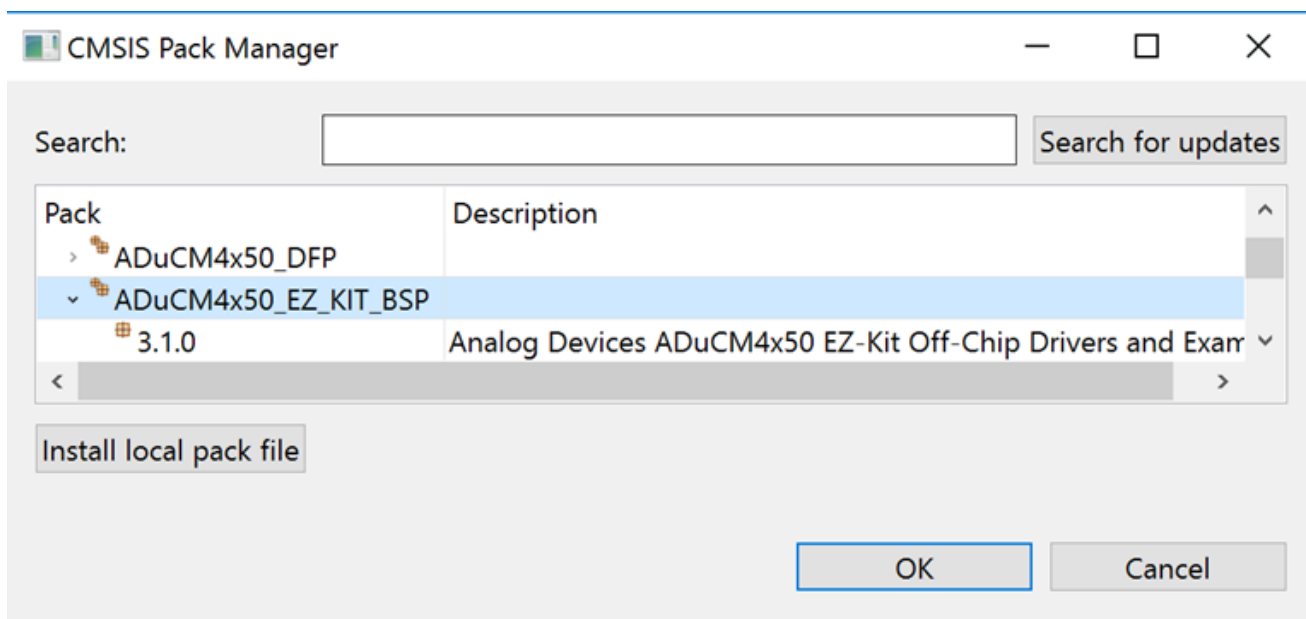 CMSIS Pack Manager
Search: Search for updates
Pack Description
ADuCM4x50_DFP
ADuCM4x50_EZ_KIT_BSP
3.1.0 Analog Devices ADuCM4x50 EZ-Kit Off-Chip Drivers and Exam
Install local pack file
OK Cancel